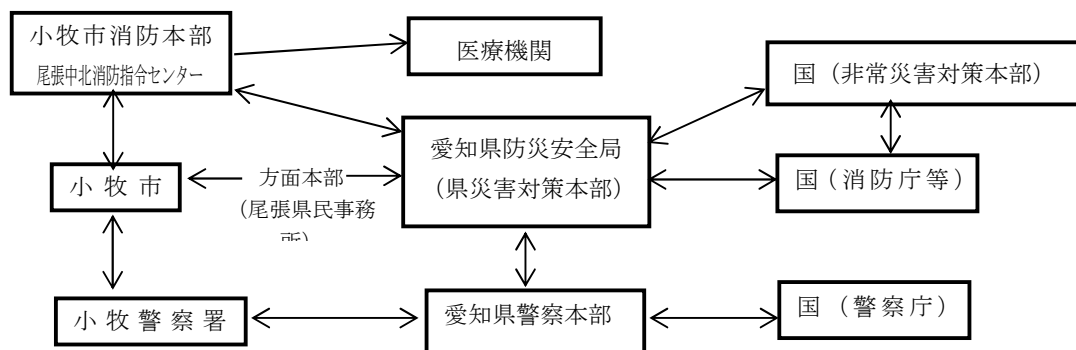 小牧市消防本部
尾張中北消防指令センター
医療機関
国（非常災害対策本部）
愛知県防災安全局
（県災害対策本部）
小牧市
方面本部
（尾張県民事務
所）
国（消防庁等）
小牧警察署
愛知県警察本部
国（警察庁）